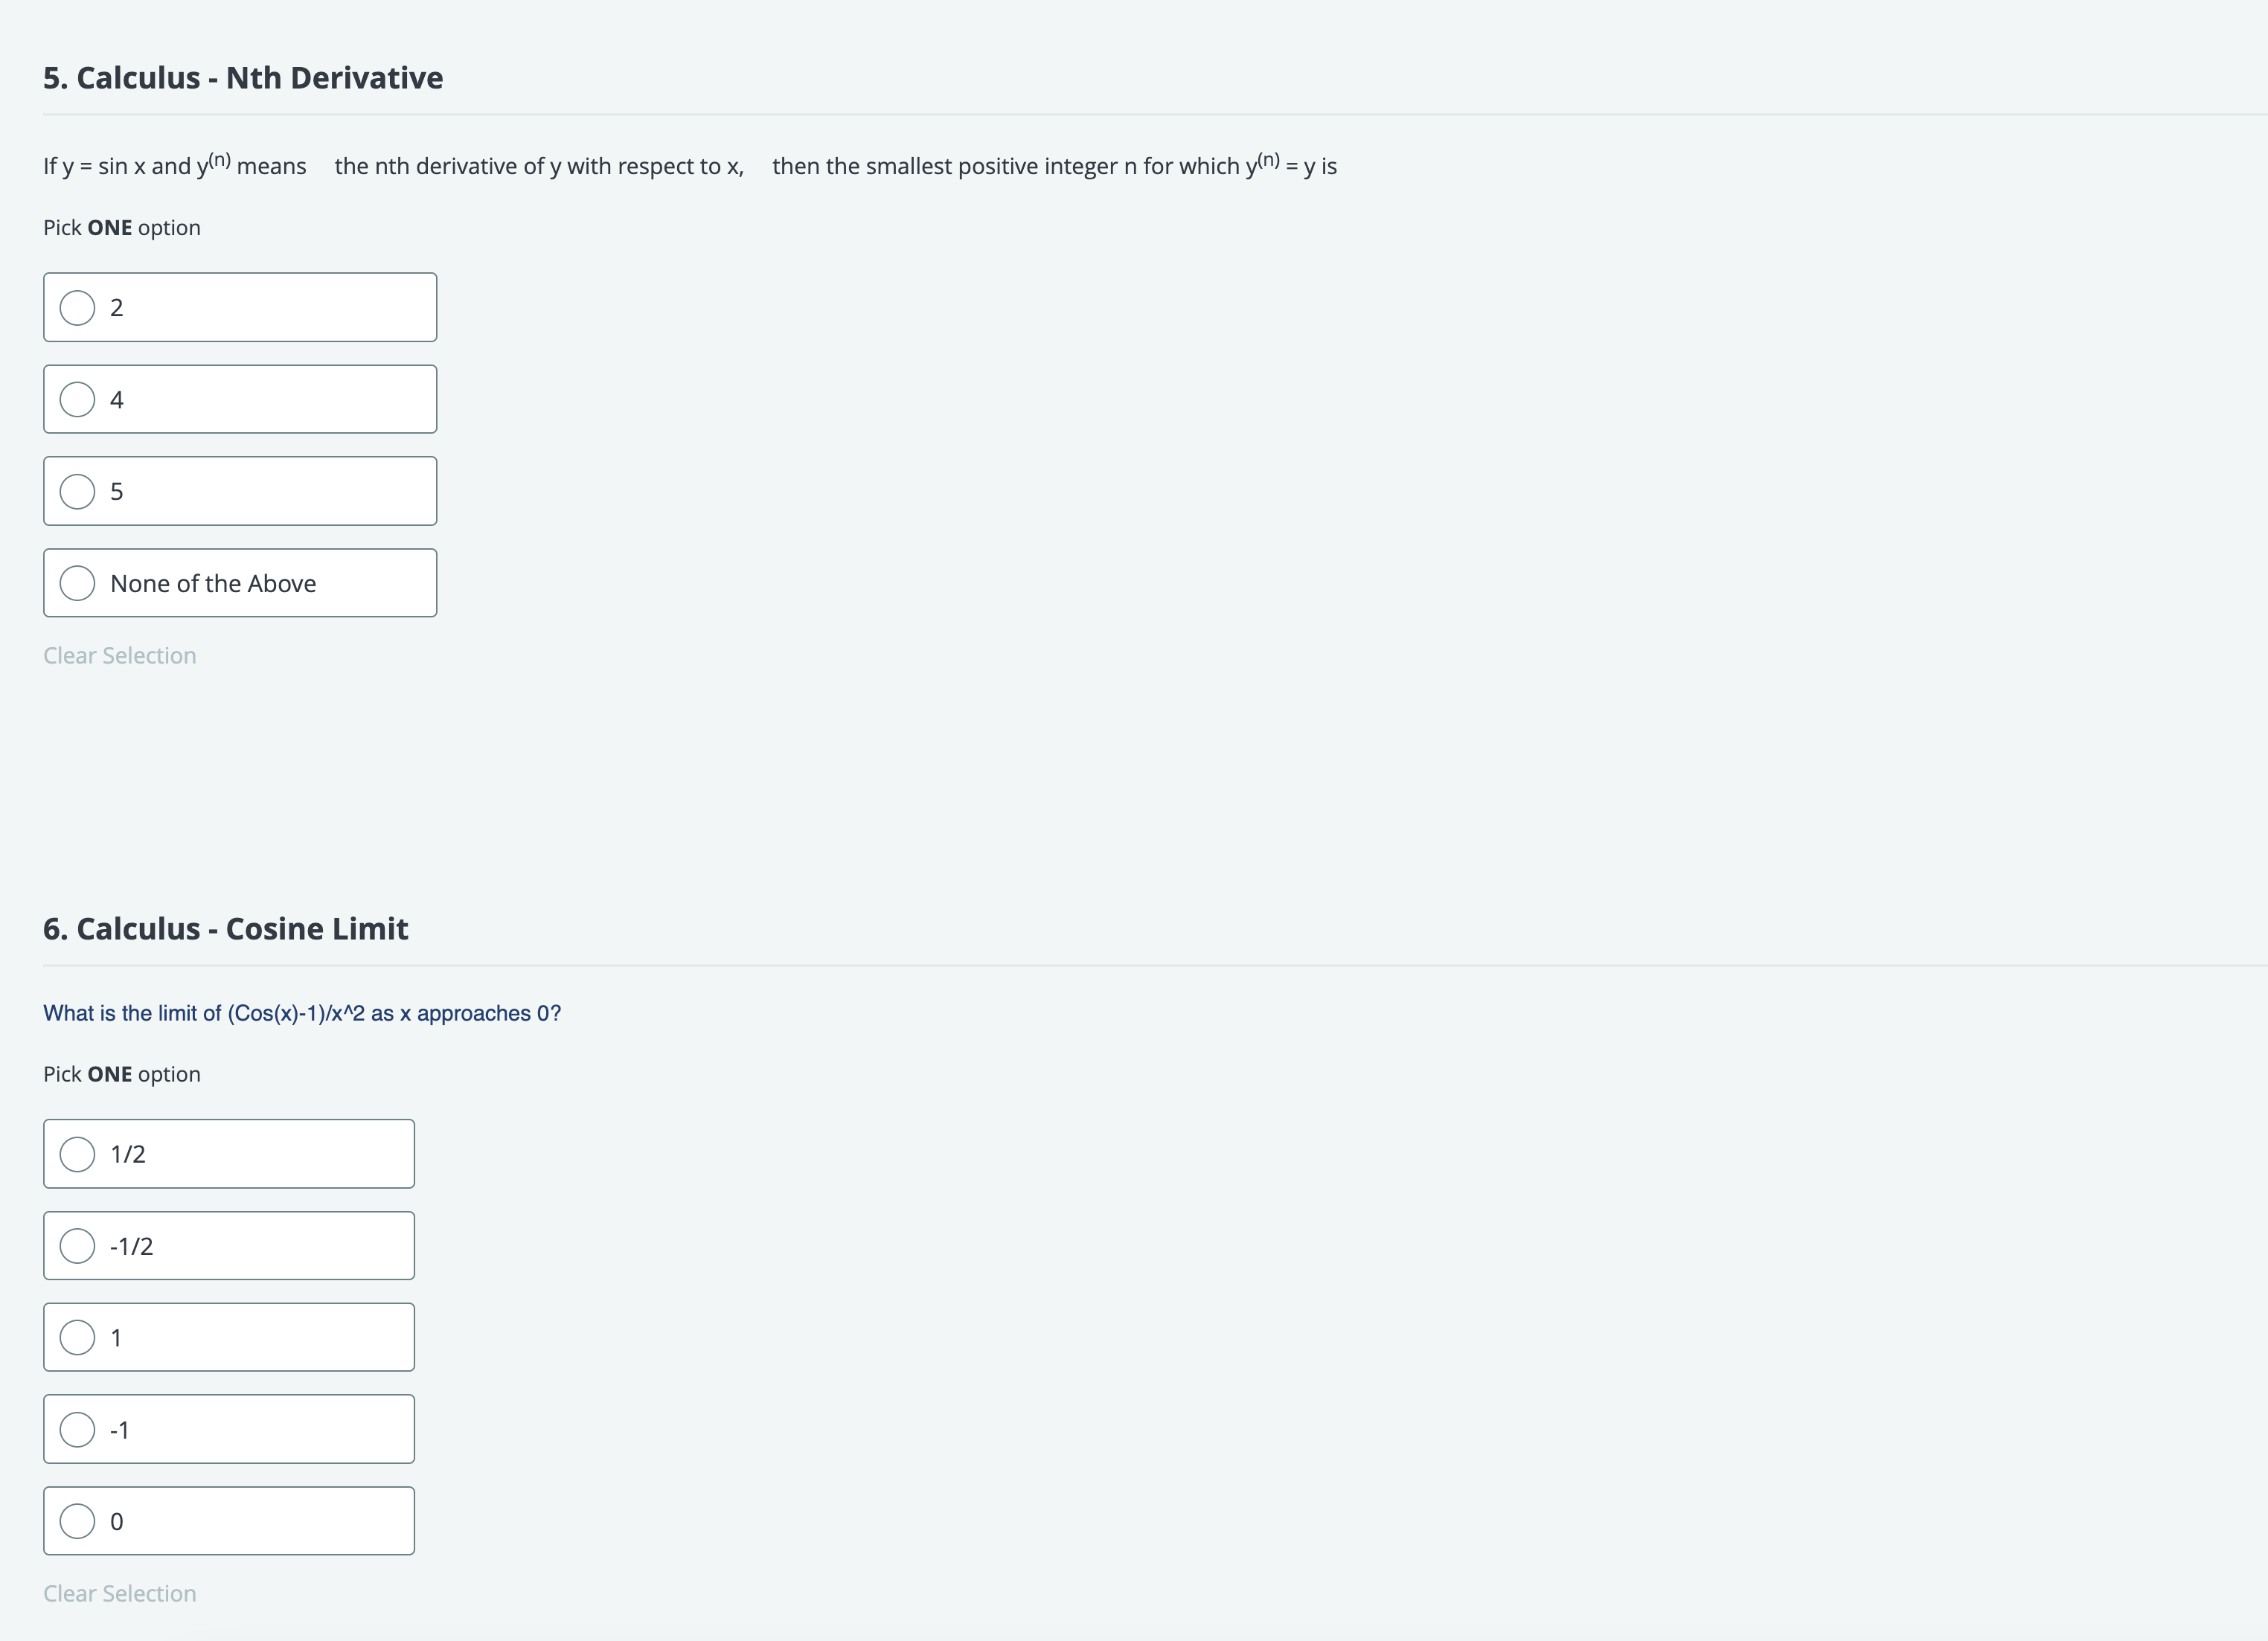 5. Calculus - Nth Derivative
If y = sin x and y(n) means the nth derivative of y with respect to x, then the smallest positive integer n for which y(n) = y is
Pick ONE option
2
4
5
None of the Above
Clear Selection
6. Calculus - Cosine Limit
What is the limit of (Cos(x)-1)/x^2 as x approaches 0?
Pick ONE option
1/2
-1/2
1
-1
0
Clear Selection